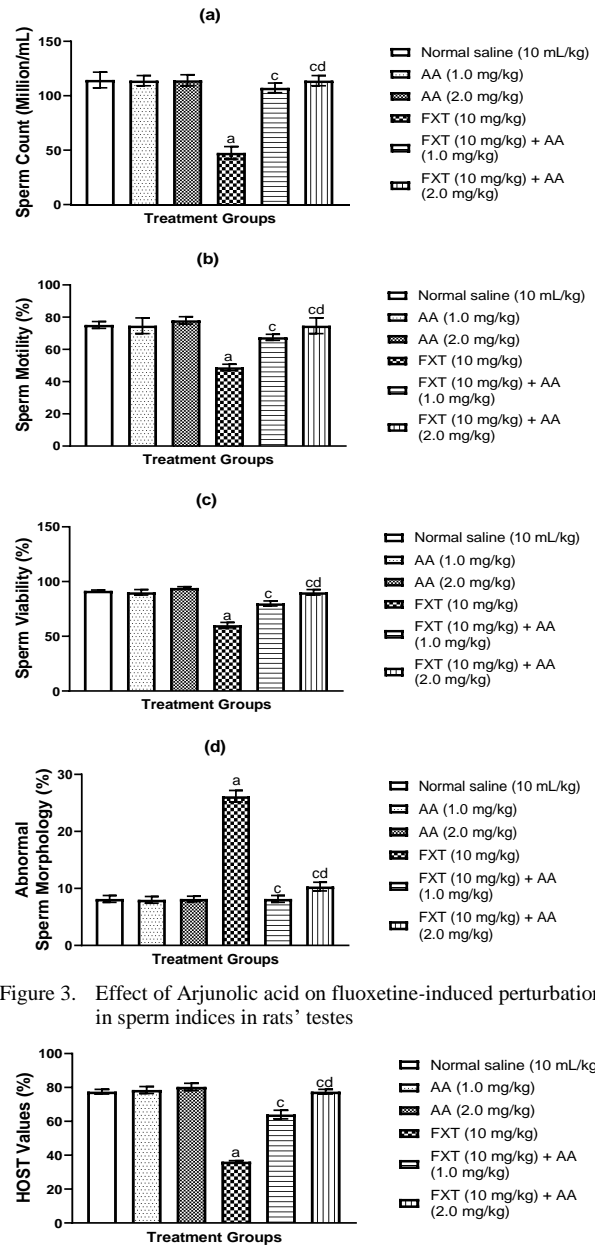 (a)
Sperm Count (Million/mL)
150
100
50
0
a
c
cd
Treatment Groups
Normal saline (10 mL/kg)
AA (1.0 mg/kg)
AA (2.0 mg/kg)
FXT (10 mg/kg)
FXT (10 mg/kg) + AA
(1.0 mg/kg)
FXT (10 mg/kg) + AA
(2.0 mg/kg)
(b)
Sperm Motility (%)
100
80
60
40
20
0
a
c
cd
Treatment Groups
Normal saline (10 mL/kg)
AA (1.0 mg/kg)
AA (2.0 mg/kg)
FXT (10 mg/kg)
FXT (10 mg/kg) + AA
(1.0 mg/kg)
FXT (10 mg/kg) + AA
(2.0 mg/kg)
(c)
Sperm Viability (%)
150
100
50
0
a
c
cd
Treatment Groups
Normal saline (10 mL/kg)
AA (1.0 mg/kg)
AA (2.0 mg/kg)
FXT (10 mg/kg)
FXT (10 mg/kg) + AA
(1.0 mg/kg)
FXT (10 mg/kg) + AA
(2.0 mg/kg)
(d)
Abnormal
Sperm Morphology (%)
30
20
10
0
a
c
cd
Treatment Groups
Normal saline (10 mL/kg)
AA (1.0 mg/kg)
AA (2.0 mg/kg)
FXT (10 mg/kg)
FXT (10 mg/kg) + AA
(1.0 mg/kg)
FXT (10 mg/kg) + AA
(2.0 mg/kg)
Figure 3. Effect of Arjunolic acid on fluoxetine-induced perturbation
in sperm indices in rats’ testes
HOST Values (%)
100
80
60
40
20
0
a
c
cd
Treatment Groups
Normal saline (10 mL/kg
AA (1.0 mg/kg)
AA (2.0 mg/kg)
FXT (10 mg/kg)
FXT (10 mg/kg) + AA
(1.0 mg/kg)
FXT (10 mg/kg) + AA
(2.0 mg/kg)